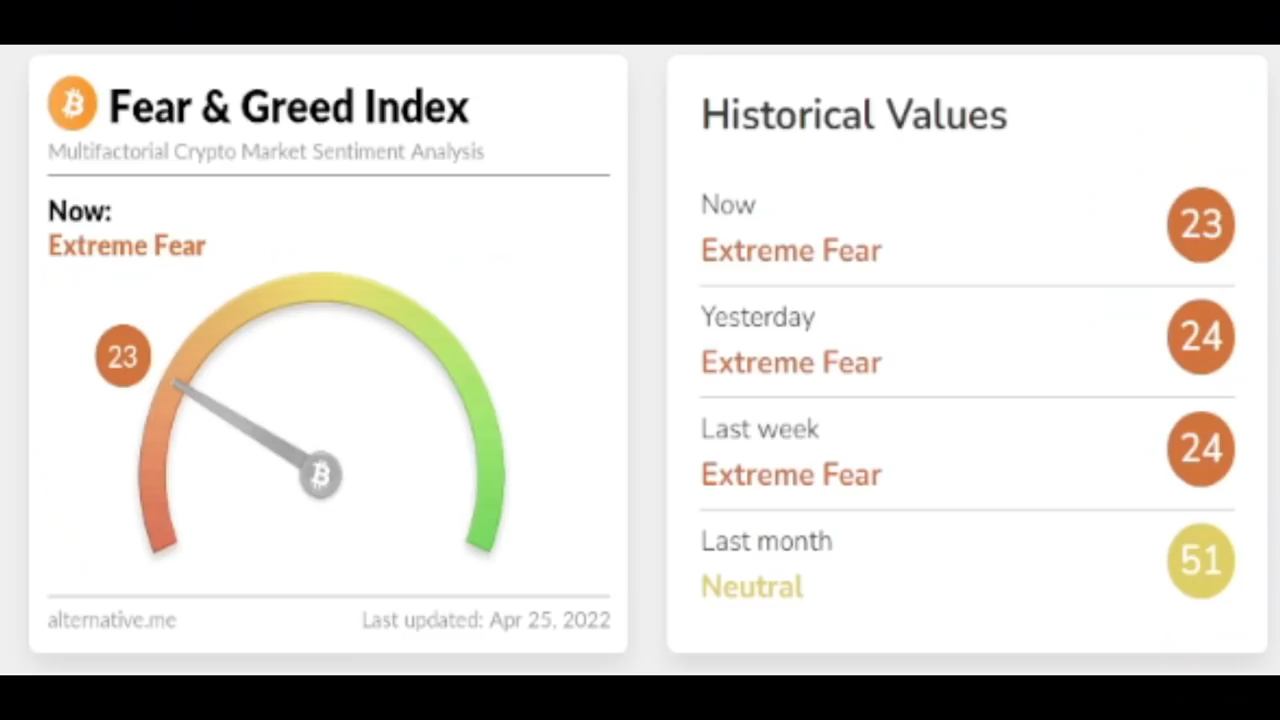 Fear & Greed Index
Multifactorial Crypto Market Sentiment Analysis
Now:
Extreme Fear
23
alternative.me
Last updated: Apr 25, 2022
Historical Values
Now
Extreme Fear
23
Yesterday
Extreme Fear
24
Last week
Extreme Fear
24
Last month
Neutral
51